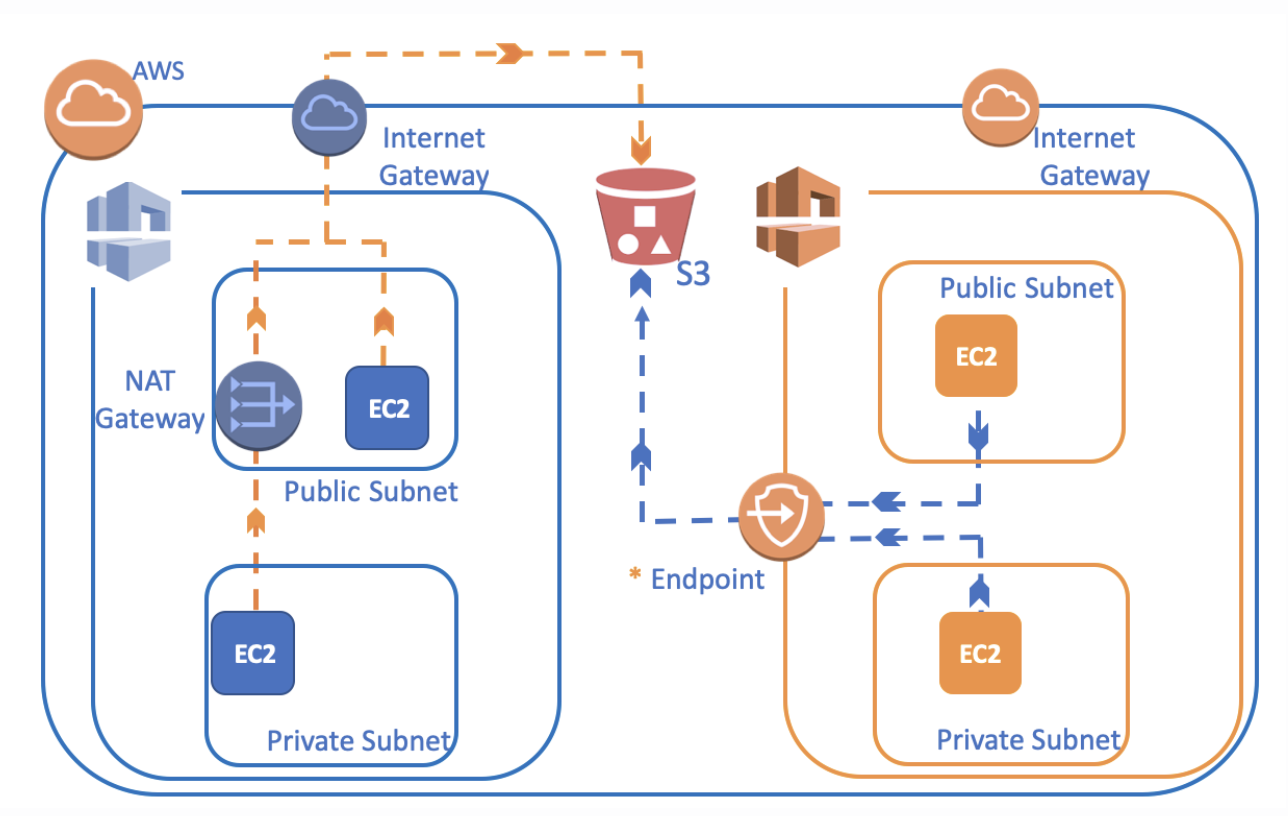 AWS
Internet
Gateway
Internet
Gateway
S3
NAT
Gateway
EC2
Public Subnet
EC2
Private Subnet
Public Subnet
EC2
* Endpoint
EC2
Private Subnet